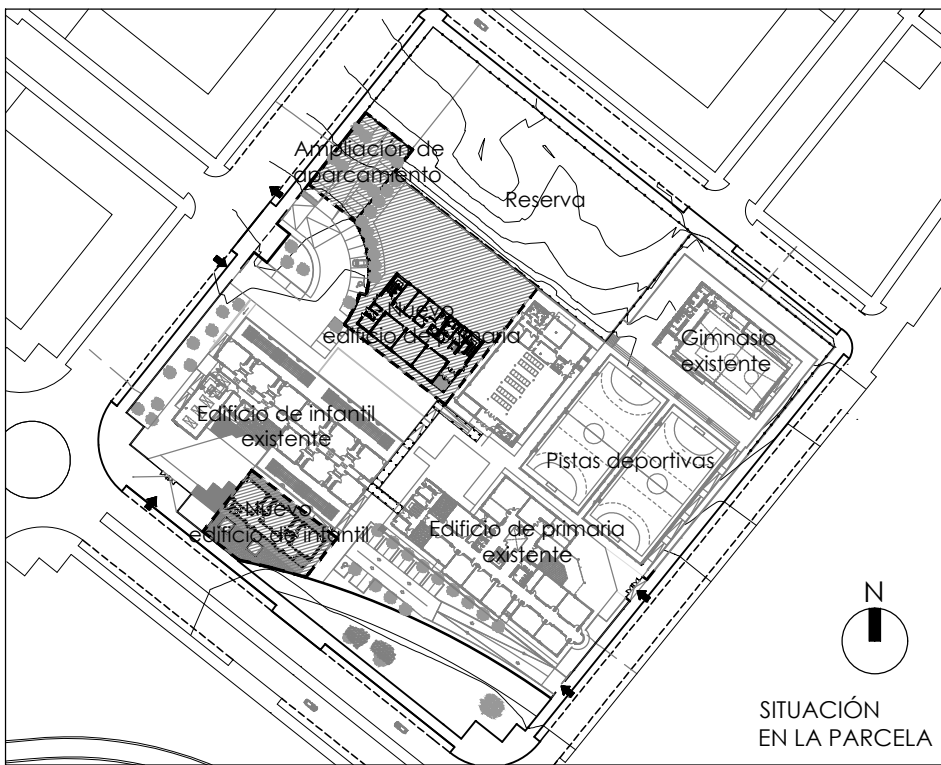 Ampliación de
aparcamiento
Reserva
Nuevo
edificio de primaria
Gimnasio
existente
Edificio de infantil
existente
Pistas deportivas
Nuevo
edificio de infantil
Edificio de primaria
existente
N
SITUACIÓN
EN LA PARCELA